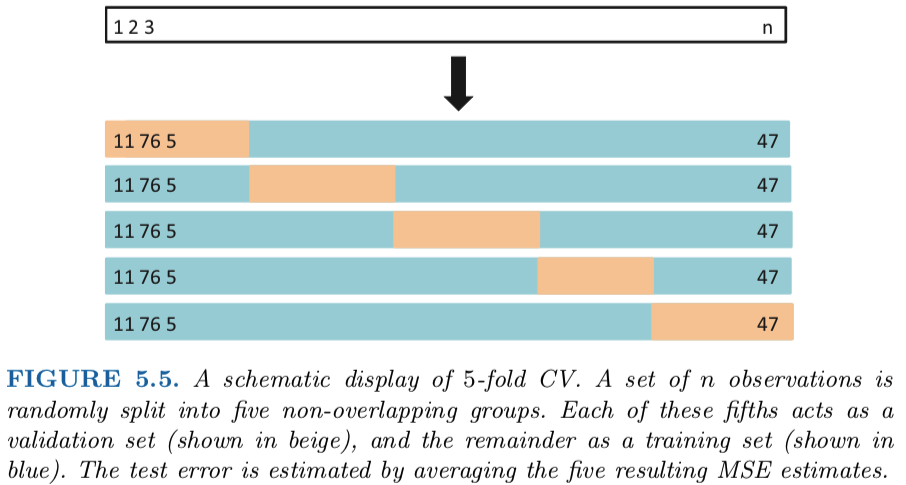 1 2 3 n
11 76 5 47
11 76 5 47
11 76 5 47
11 76 5 47
11 76 5 47
FIGURE 5.5. A schematic display of 5-fold CV. A set of n observations is
randomly split into five non-overlapping groups. Each of these fifths acts as a
validation set (shown in beige), and the remainder as a training set (shown in
blue). The test error is estimated by averaging the five resulting MSE estimates.